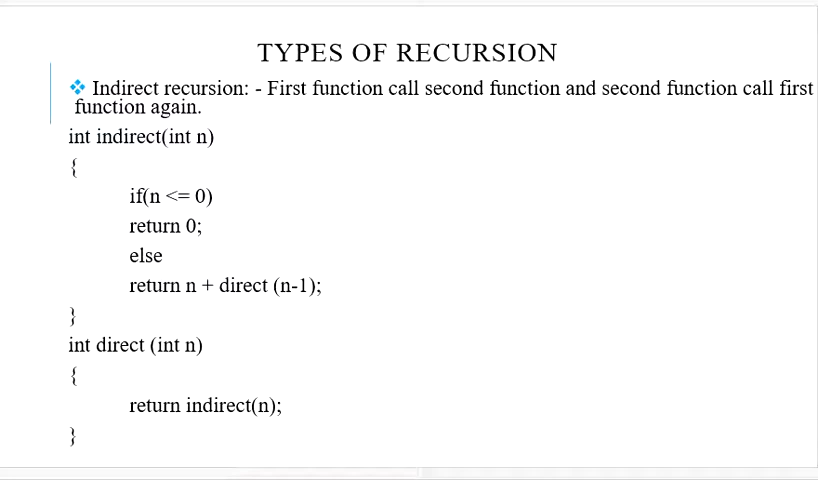 TYPES OF RECURSION
Indirect recursion: - First function call second function and second function call first
function again.
int indirect(int n)
{
if(n <= 0)
return 0;
else
return n + direct (n-1);
}
int direct (int n)
{
return indirect(n);
}